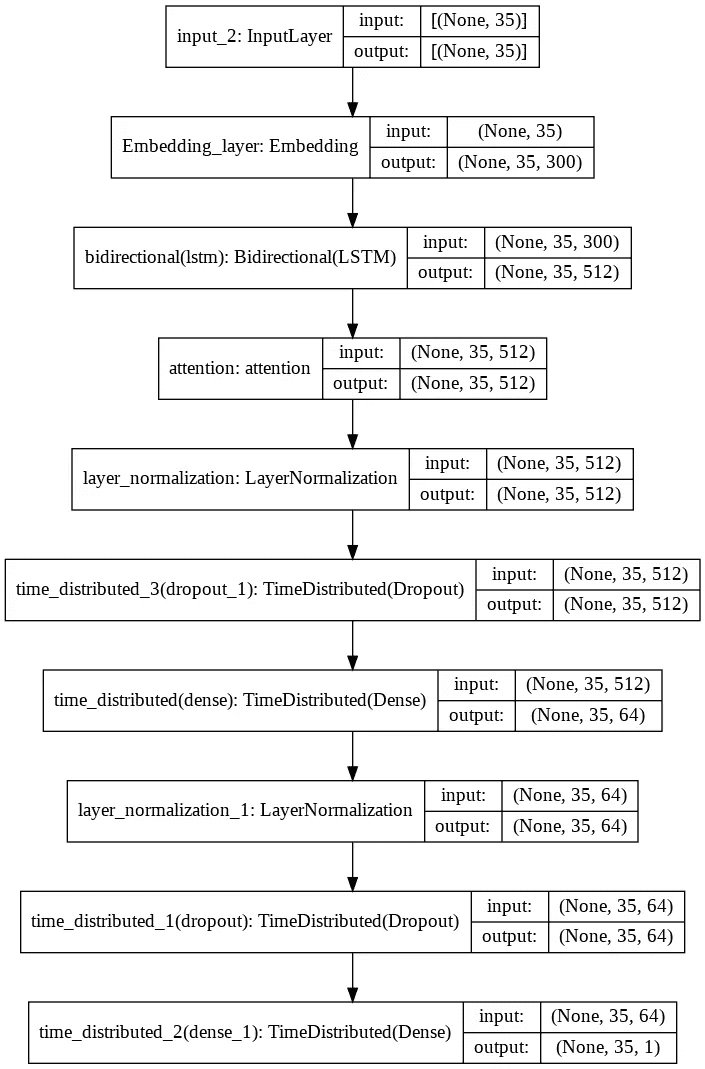 input_2: InputLayer
input: [(None, 35)]
output: [(None, 35)]
Embedding_layer: Embedding
input: (None, 35)
output: (None, 35, 300)
bidirectional(lstm): Bidirectional(LSTM)
input: (None, 35, 300)
output: (None, 35, 512)
attention: attention
input: (None, 35, 512)
output: (None, 35, 512)
layer_normalization: LayerNormalization
input: (None, 35, 512)
output: (None, 35, 512)
time_distributed_3(dropout_1): TimeDistributed(Dropout)
input: (None, 35, 512)
output: (None, 35, 512)
time_distributed(dense): TimeDistributed(Dense)
input: (None, 35, 512)
output: (None, 35, 64)
layer_normalization_1: LayerNormalization
input: (None, 35, 64)
output: (None, 35, 64)
time_distributed_1(dropout): TimeDistributed(Dropout)
input: (None, 35, 64)
output: (None, 35, 64)
time_distributed_2(dense_1): TimeDistributed(Dense)
input: (None, 35, 64)
output: (None, 35, 1)